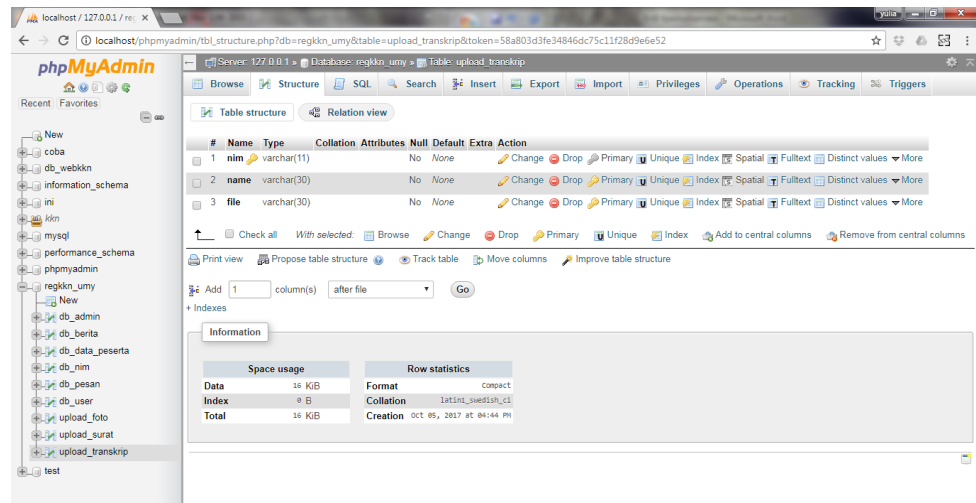 localhost / 127.0.0.1 / reg
yulia
localhost/phpmyadmin/tbl_structure.php?db=regkkn_umy&table=upload_transkrip&token=58a803d3fe34846dc75c11f28d9e6e52
phpMyAdmin
Recent Favorites
New
coba
db_webkkn
information_schema
ini
kkn
mysql
performance_schema
phpmyadmin
regkkn_umy
New
db_admin
db_berita
db_data_peserta
db_nim
db_pesan
db_user
upload_foto
upload_surat
upload_transkrip
test
Server: 127.0.0.1 » Database: regkkn_umy » Table: upload_transkrip
Browse Structure SQL Search Insert Export Import Privileges Operations Tracking Triggers
Table structure Relation view
# Name Type Collation Attributes Null Default Extra Action
1 nim varchar(11) No None Change Drop Primary Unique Index Spatial Fulltext Distinct values More
2 name varchar(30) No None Change Drop Primary Unique Index Spatial Fulltext Distinct values More
3 file varchar(30) No None Change Drop Primary Unique Index Spatial Fulltext Distinct values More
Check all With selected: Browse Change Drop Primary Unique Index Add to central columns Remove from central columns
Print view Propose table structure Track table Move columns Improve table structure
Add 1 column(s) after file Go
+ Indexes
Information
Space usage
Data 16 KiB
Index 0 B
Total 16 KiB
Row statistics
Format Compact
Collation latin1_swedish_ci
Creation Oct 05, 2017 at 04:44 PM